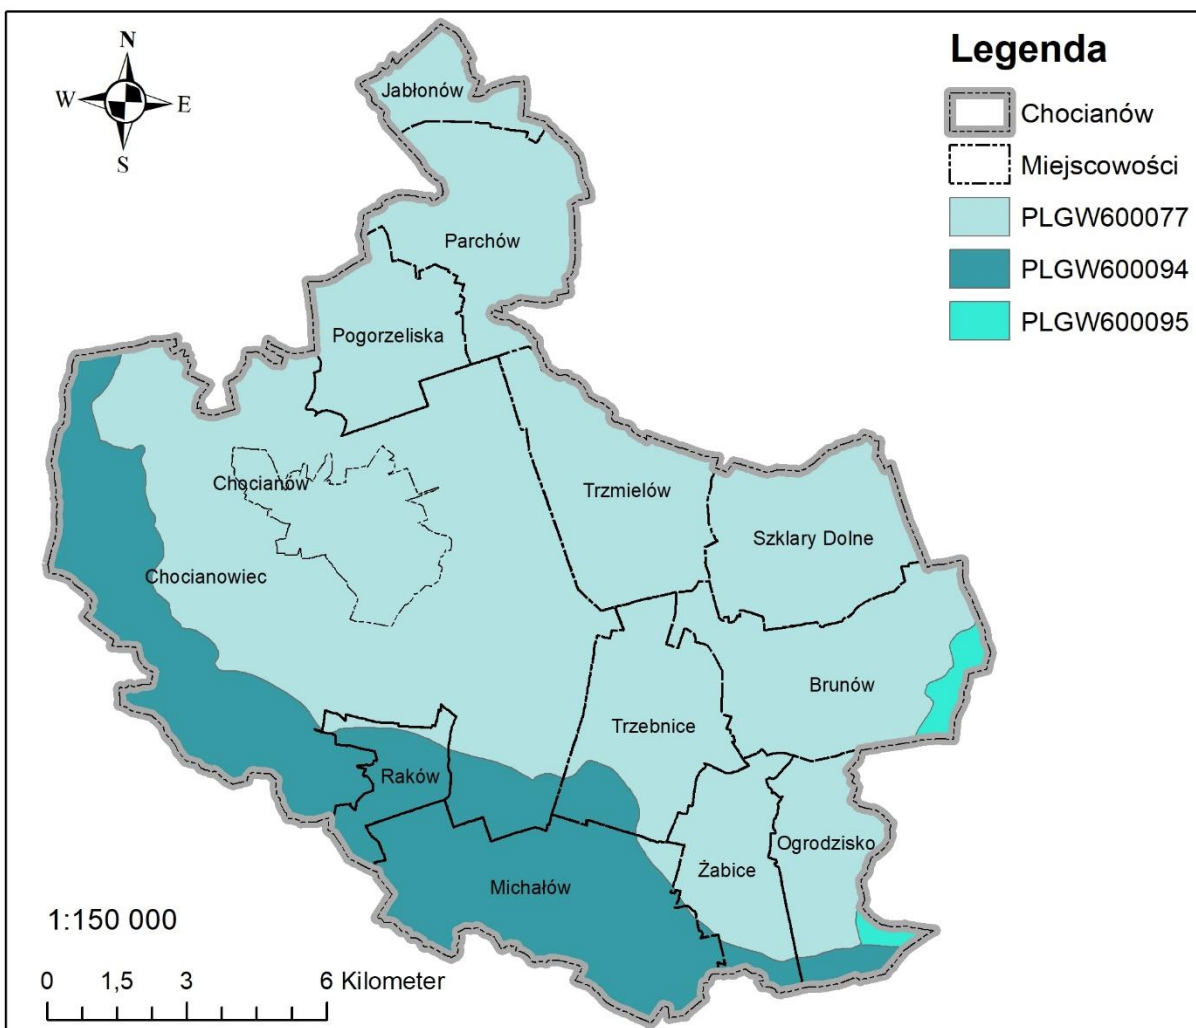 N
W
E
S
Legenda
Chocianów
Miejscowości
PLGW600077
PLGW600094
PLGW600095
Jabłonów
Parchów
Pogorzeliska
Chocianów
Trzmielów
Szklary Dolne
Chocianowiec
Brunów
Trzebnice
Raków
Ogrodzisko
Żabice
Michałów
1:150 000
0 1,5 3 6 Kilometer